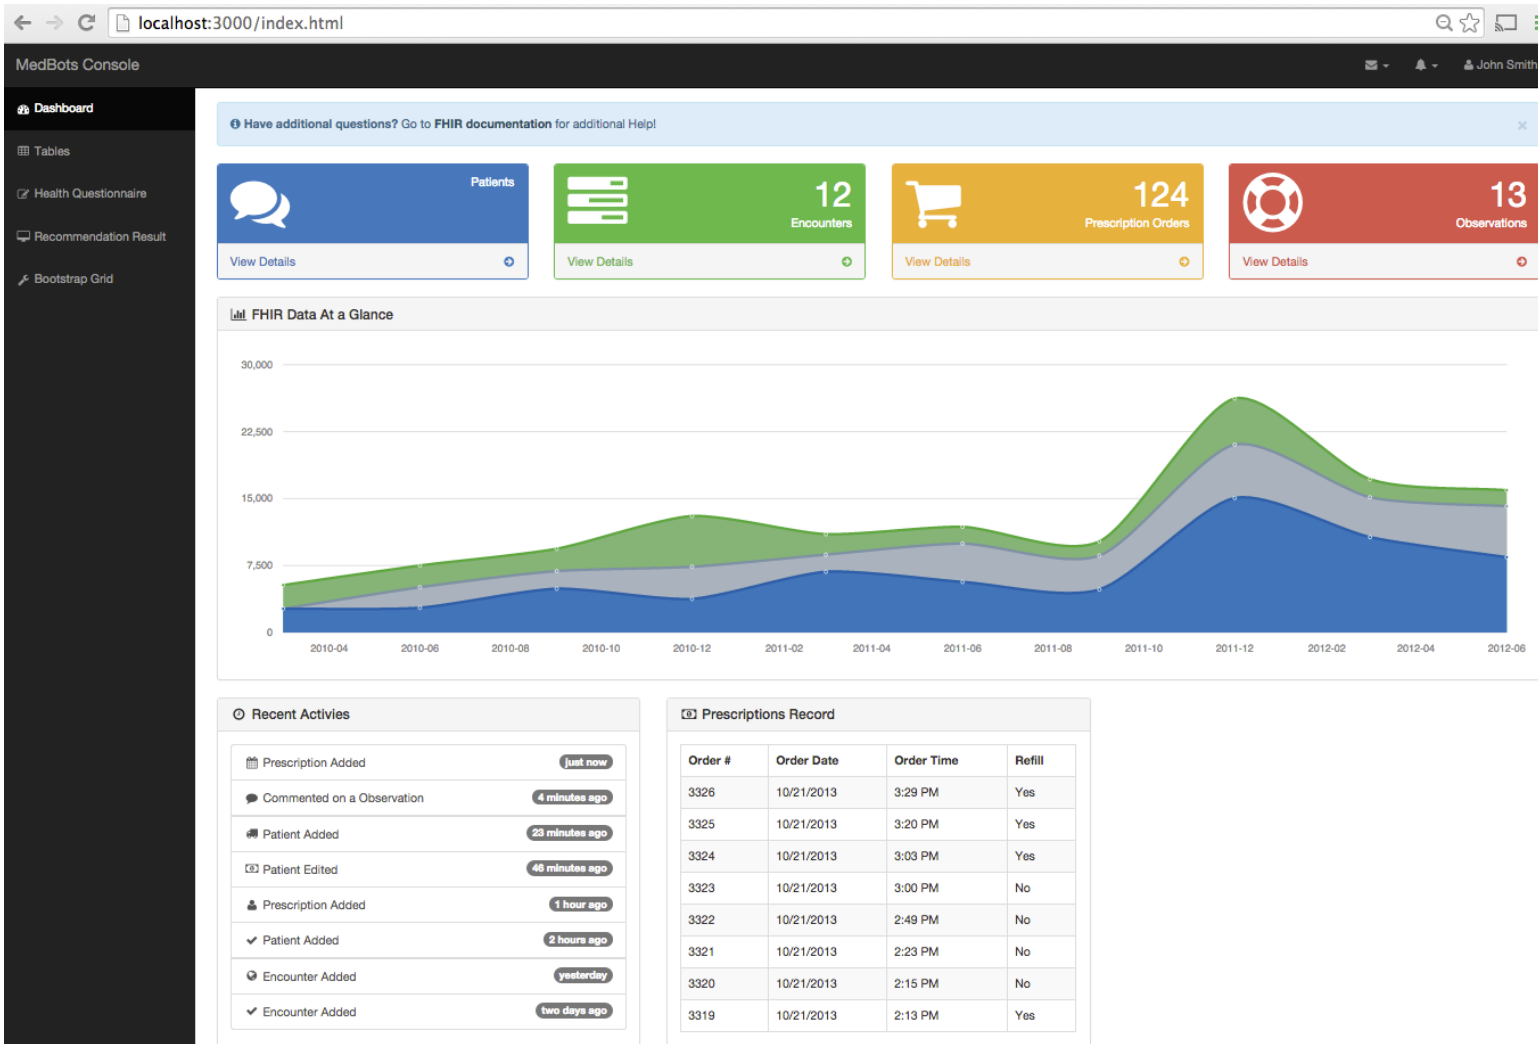 localhost:3000/index.html
MedBots Console
John Smith
Dashboard
Tables
Health Questionnaire
Recommendation Result
Bootstrap Grid
Have additional questions? Go to FHIR documentation for additional Help!
×
Patients
View Details
12
Encounters
View Details
124
Prescription Orders
View Details
13
Observations
View Details
FHIR Data At a Glance
30,000
22,500
15,000
7,500
0
2010-04 2010-06 2010-08 2010-10 2010-12 2011-02 2011-04 2011-06 2011-08 2011-10 2011-12 2012-02 2012-04 2012-06
Recent Activies
Prescription Added just now
Commented on a Observation 4 minutes ago
Patient Added 23 minutes ago
Patient Edited 46 minutes ago
Prescription Added 1 hour ago
Patient Added 2 hours ago
Encounter Added yesterday
Encounter Added two days ago
Prescriptions Record
Order # Order Date Order Time Refill
3326 10/21/2013 3:29 PM Yes
3325 10/21/2013 3:20 PM Yes
3324 10/21/2013 3:03 PM Yes
3323 10/21/2013 3:00 PM No
3322 10/21/2013 2:49 PM No
3321 10/21/2013 2:23 PM No
3320 10/21/2013 2:15 PM No
3319 10/21/2013 2:13 PM Yes